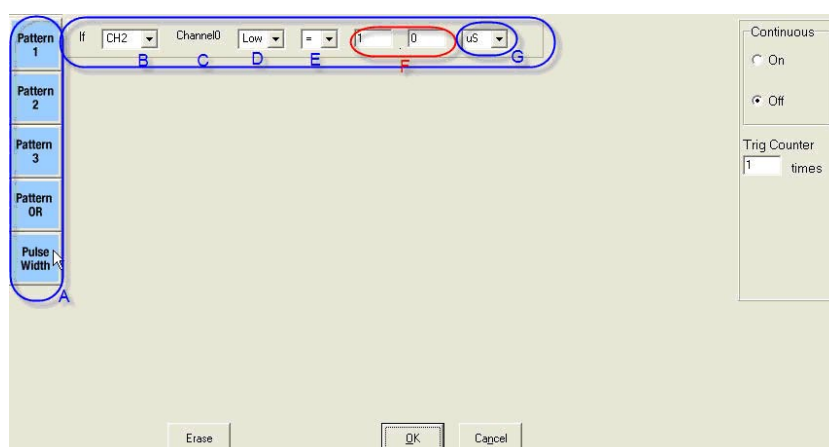 Pattern
1
Pattern
2
Pattern
3
Pattern
OR
Pulse
Width
A
If CH2 Channel0 Low = 1 . 0 uS
B C D E F G
Continuous
On
Off
Trig Counter
1 times
Erase OK Cancel